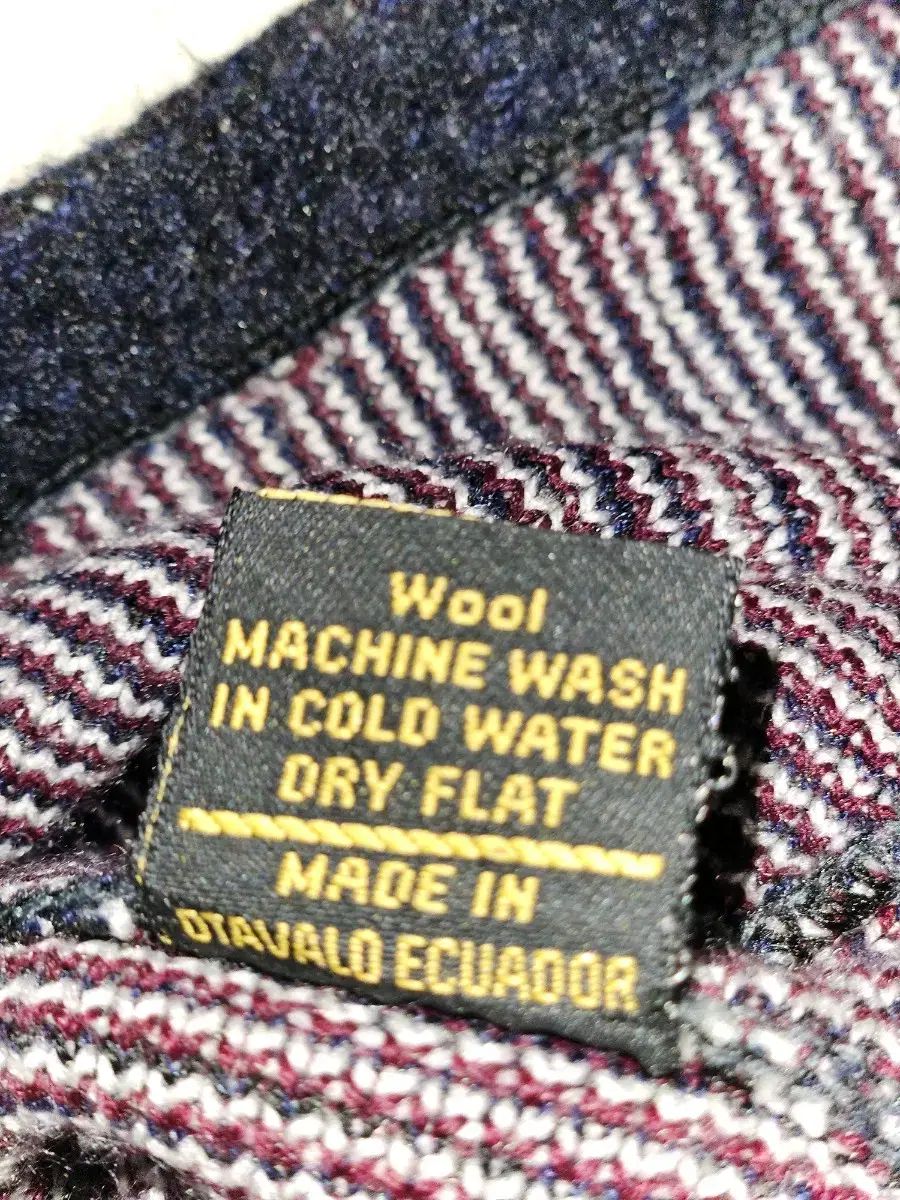 Wool
MACHINE WASH
IN COLD WATER
DRY FLAT
MADE IN
OTAVALO ECUADOR